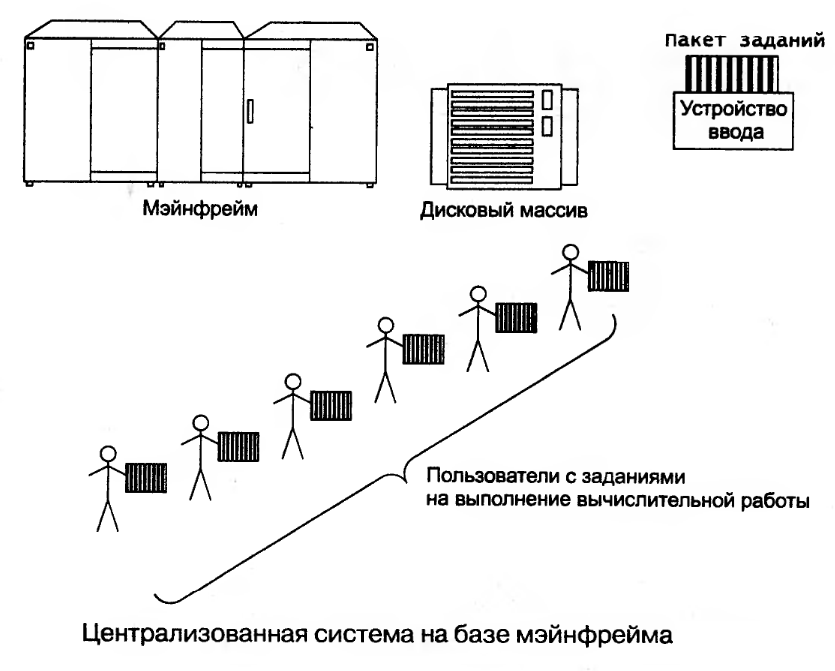 Пакет заданий
Устройство
ввода
Мэйнфрейм
Дисковый массив
Пользователи с заданиями
на выполнение вычислительной работы
Централизованная система на базе мэйнфрейма